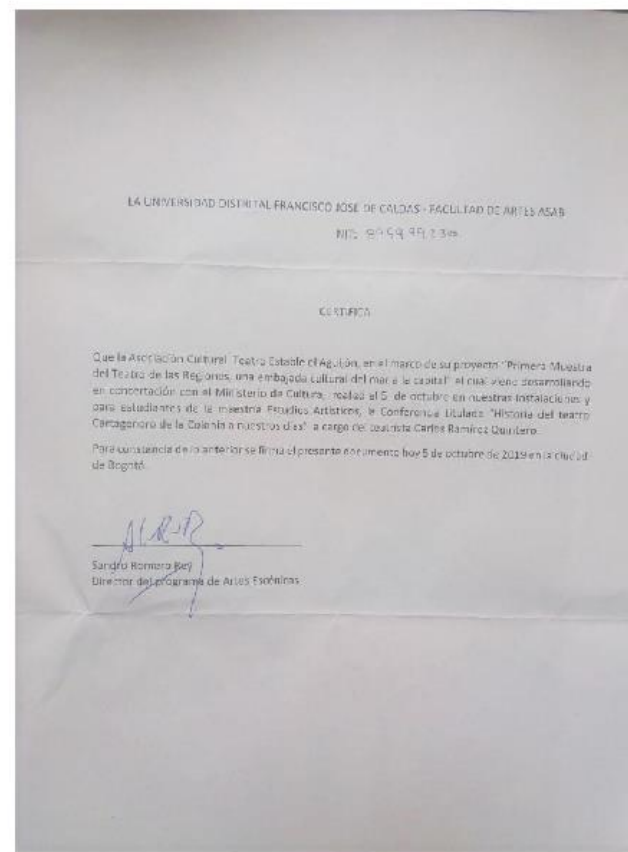 LA UNIVERSIDAD DISTRITAL FRANCISCO JOSE DE CALDAS - FACULTAD DE ARTES ASAB
NIT:
CERTIFICA
Que la Asociación Cultural Teatro Estable el Aguijón, en el marco de su proyecto "Primera Muestra
del Teatro de las Regiones, una embajada cultural del mar a la capital" el cual viene desarrollando
en concertación con el Ministerio de Cultura, realizó el 5 de octubre en nuestras instalaciones y
para estudiantes de la maestría Estudios Artísticos, la Conferencia titulada "Historia del teatro
Cartagenero de la Colonia a nuestros días" a cargo del teatrista Carlos Ramírez Quintero.
Para constancia de lo anterior se firma el presente documento hoy 5 de octubre de 2019 en la ciudad
de Bogotá.
Sandro Romero Rey
Director del programa de Artes Escénicas